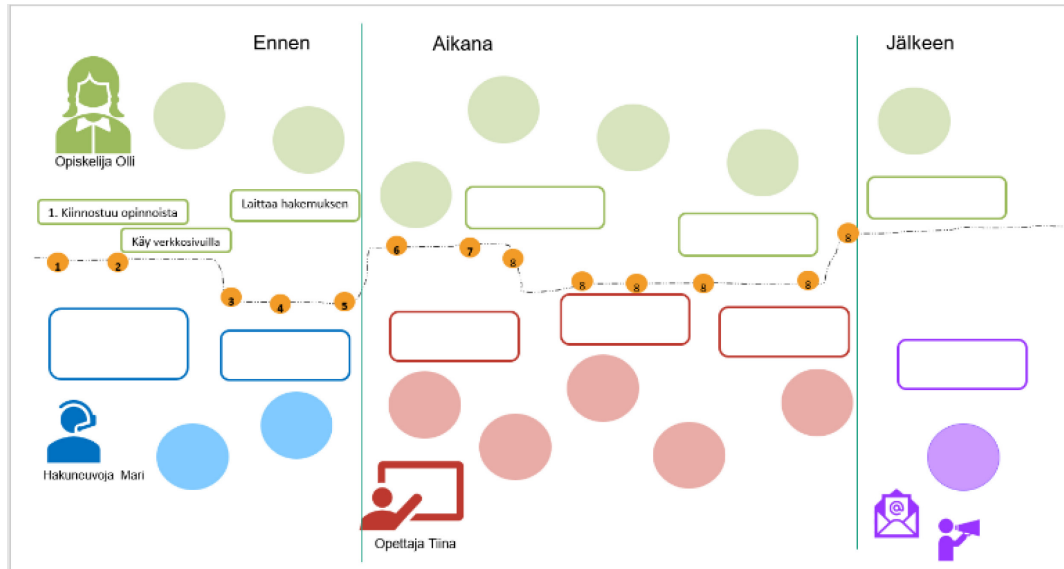 Ennen
Aikana
Jälkeen
Opiskelija Olli
1. Kiinnostuu opinnoista
Laittaa hakemuksen
Käy verkkosivuilla
1
2
3
4
5
6
7
8
8
8
8
8
8
Hakuneuvoja Mari
Opettaja Tiina
@